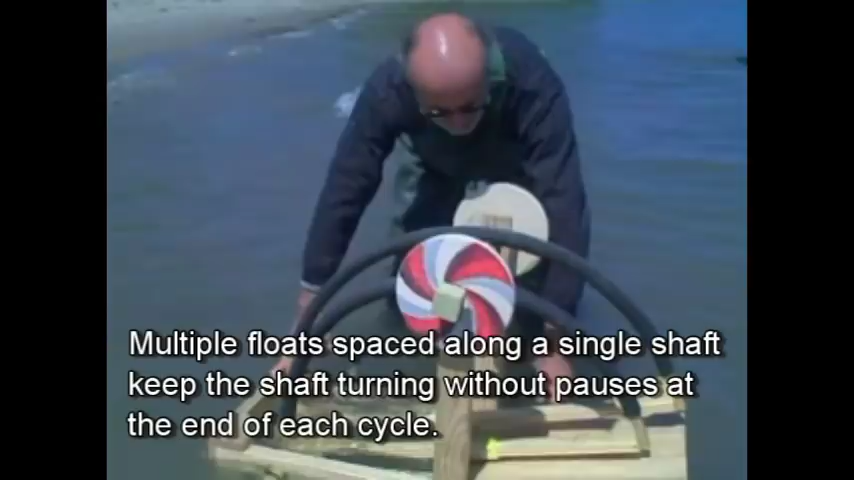 Multiple floats spaced along a single shaft
keep the shaft turning without pauses at
the end of each cycle.